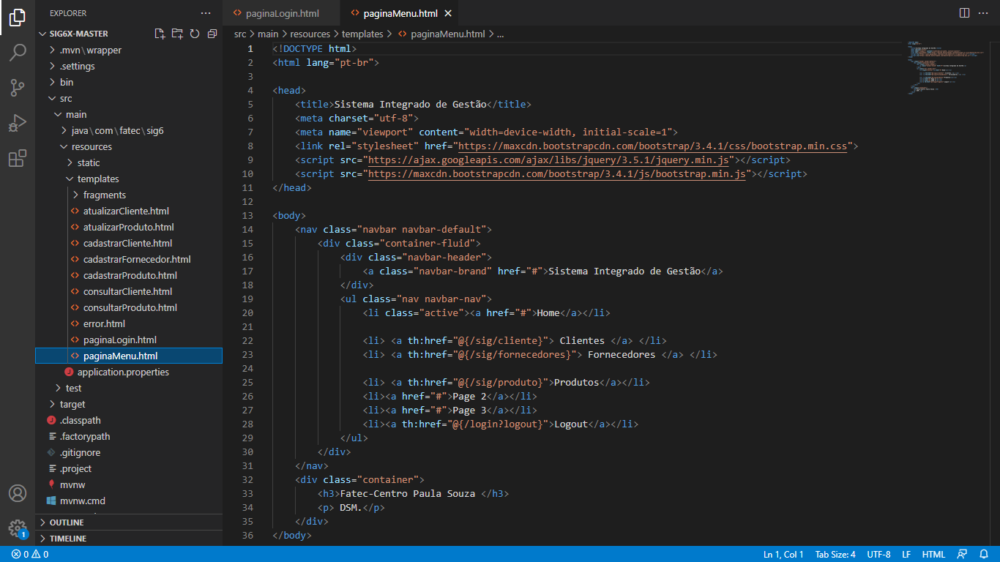 EXPLORER
SIG6X-MASTER
.mvn\wrapper
.settings
bin
src
main
java\com\fatec\sig6
resources
static
templates
fragments
atualizarCliente.html
atualizarProduto.html
cadastrarCliente.html
cadastrarFornecedor.html
cadastrarProduto.html
consultarCliente.html
consultarProduto.html
error.html
paginaLogin.html
paginaMenu.html
application.properties
test
target
.classpath
.factorypath
.gitignore
.project
mvnw
mvnw.cmd
OUTLINE
TIMELINE
1
paginaLogin.html paginaMenu.html
src > main > resources > templates > paginaMenu.html > ...
1 <!DOCTYPE html>
2 <html lang="pt-br">
3
4 <head>
5 <title>Sistema Integrado de Gestão</title>
6 <meta charset="utf-8">
7 <meta name="viewport" content="width=device-width, initial-scale=1">
8 <link rel="stylesheet" href="https://maxcdn.bootstrapcdn.com/bootstrap/3.4.1/css/bootstrap.min.css">
9 <script src="https://ajax.googleapis.com/ajax/libs/jquery/3.5.1/jquery.min.js"></script>
10 <script src="https://maxcdn.bootstrapcdn.com/bootstrap/3.4.1/js/bootstrap.min.js"></script>
11 </head>
12
13 <body>
14 <nav class="navbar navbar-default">
15 <div class="container-fluid">
16 <div class="navbar-header">
17 <a class="navbar-brand" href="#">Sistema Integrado de Gestão</a>
18 </div>
19 <ul class="nav navbar-nav">
20 <li class="active"><a href="#">Home</a></li>
21
22 <li> <a th:href="@{/sig/cliente}"> Clientes </a> </li>
23 <li> <a th:href="@{/sig/fornecedores}"> Fornecedores </a> </li>
24
25 <li> <a th:href="@{/sig/produto}">Produtos</a></li>
26 <li><a href="#">Page 2</a></li>
27 <li><a href="#">Page 3</a></li>
28 <li><a th:href="@{/login?logout}">Logout</a></li>
29 </ul>
30 </div>
31 </nav>
32 <div class="container">
33 <h3>Fatec-Centro Paula Souza </h3>
34 <p> DSM.</p>
35 </div>
36 </body>
0 0 Ln 1, Col 1 Tab Size: 4 UTF-8 LF HTML